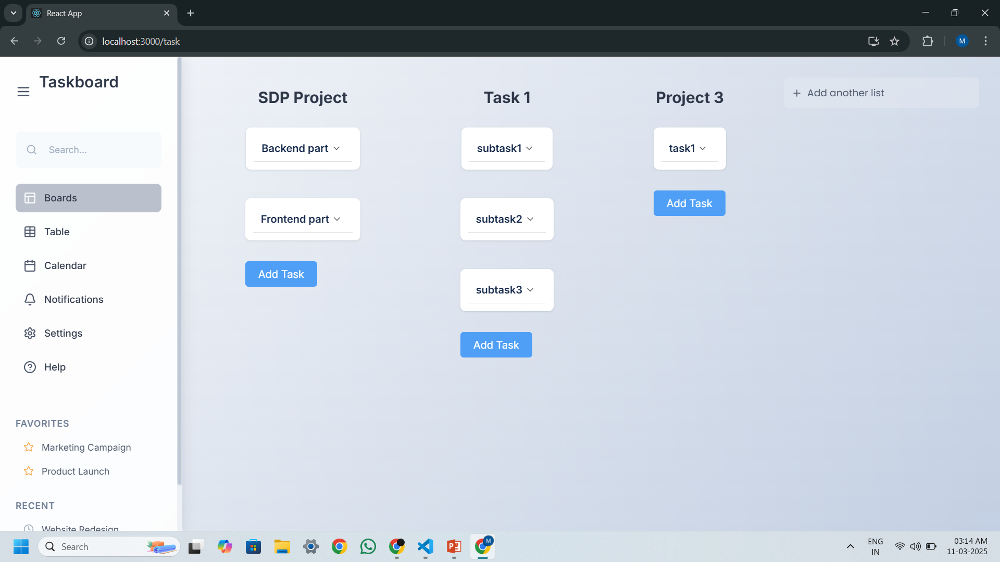 React App
localhost:3000/task
M
Taskboard
Search...
Boards
Table
Calendar
Notifications
Settings
Help
FAVORITES
Marketing Campaign
Product Launch
RECENT
Website Redesign
SDP Project
Backend part
Frontend part
Add Task
Task 1
subtask1
subtask2
subtask3
Add Task
Project 3
task1
Add Task
+ Add another list
Search
P
M
ENG
IN
03:14 AM
11-03-2025